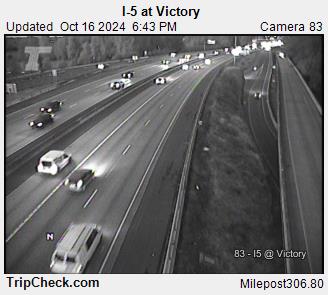 I-5 at Victory
Updated  Oct 16 2024  6:43 PM
Camera 83
T
N
83 - I5 @ Victory
TripCheck.com
Milepost306.80